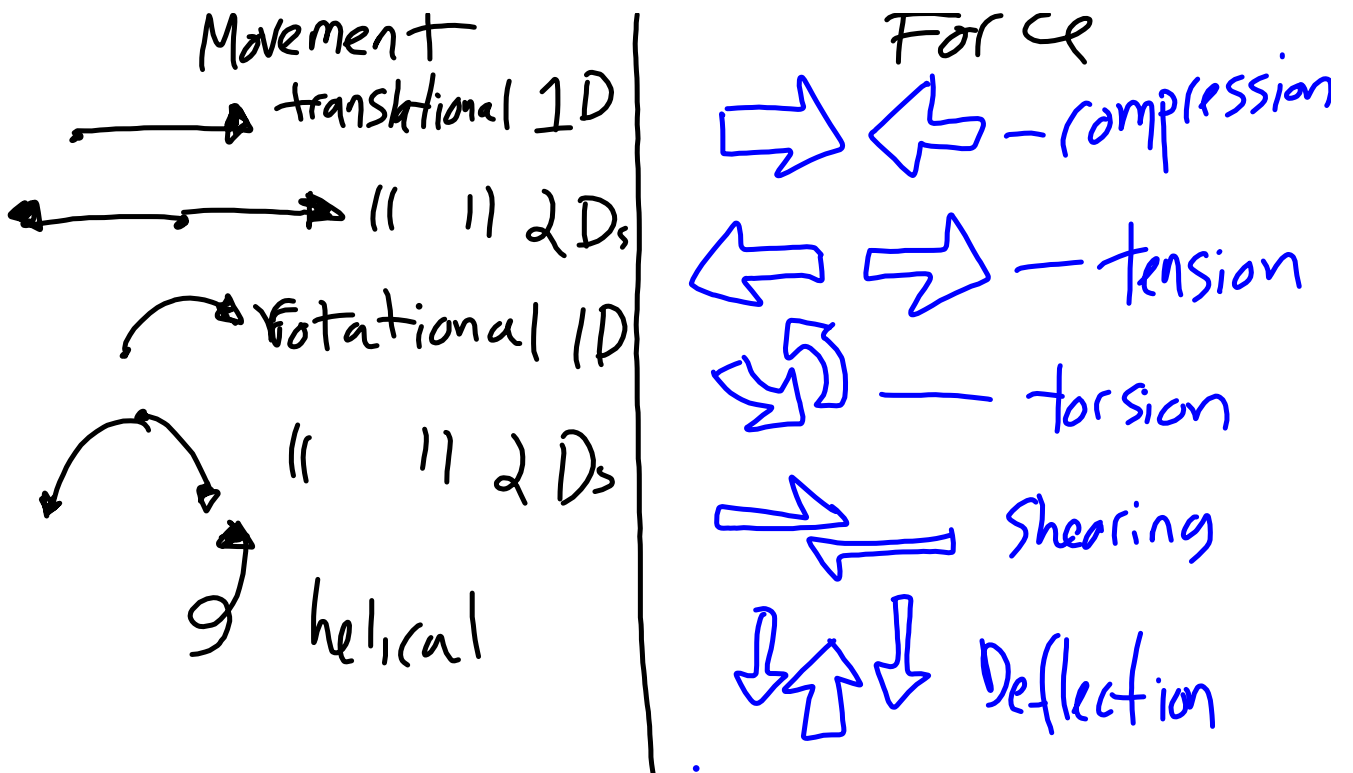 Movement
translational 1D
" " 2Ds
rotational 1D
" " 2Ds
helical
Force
- compression
- tension
- torsion
shearing
Deflection